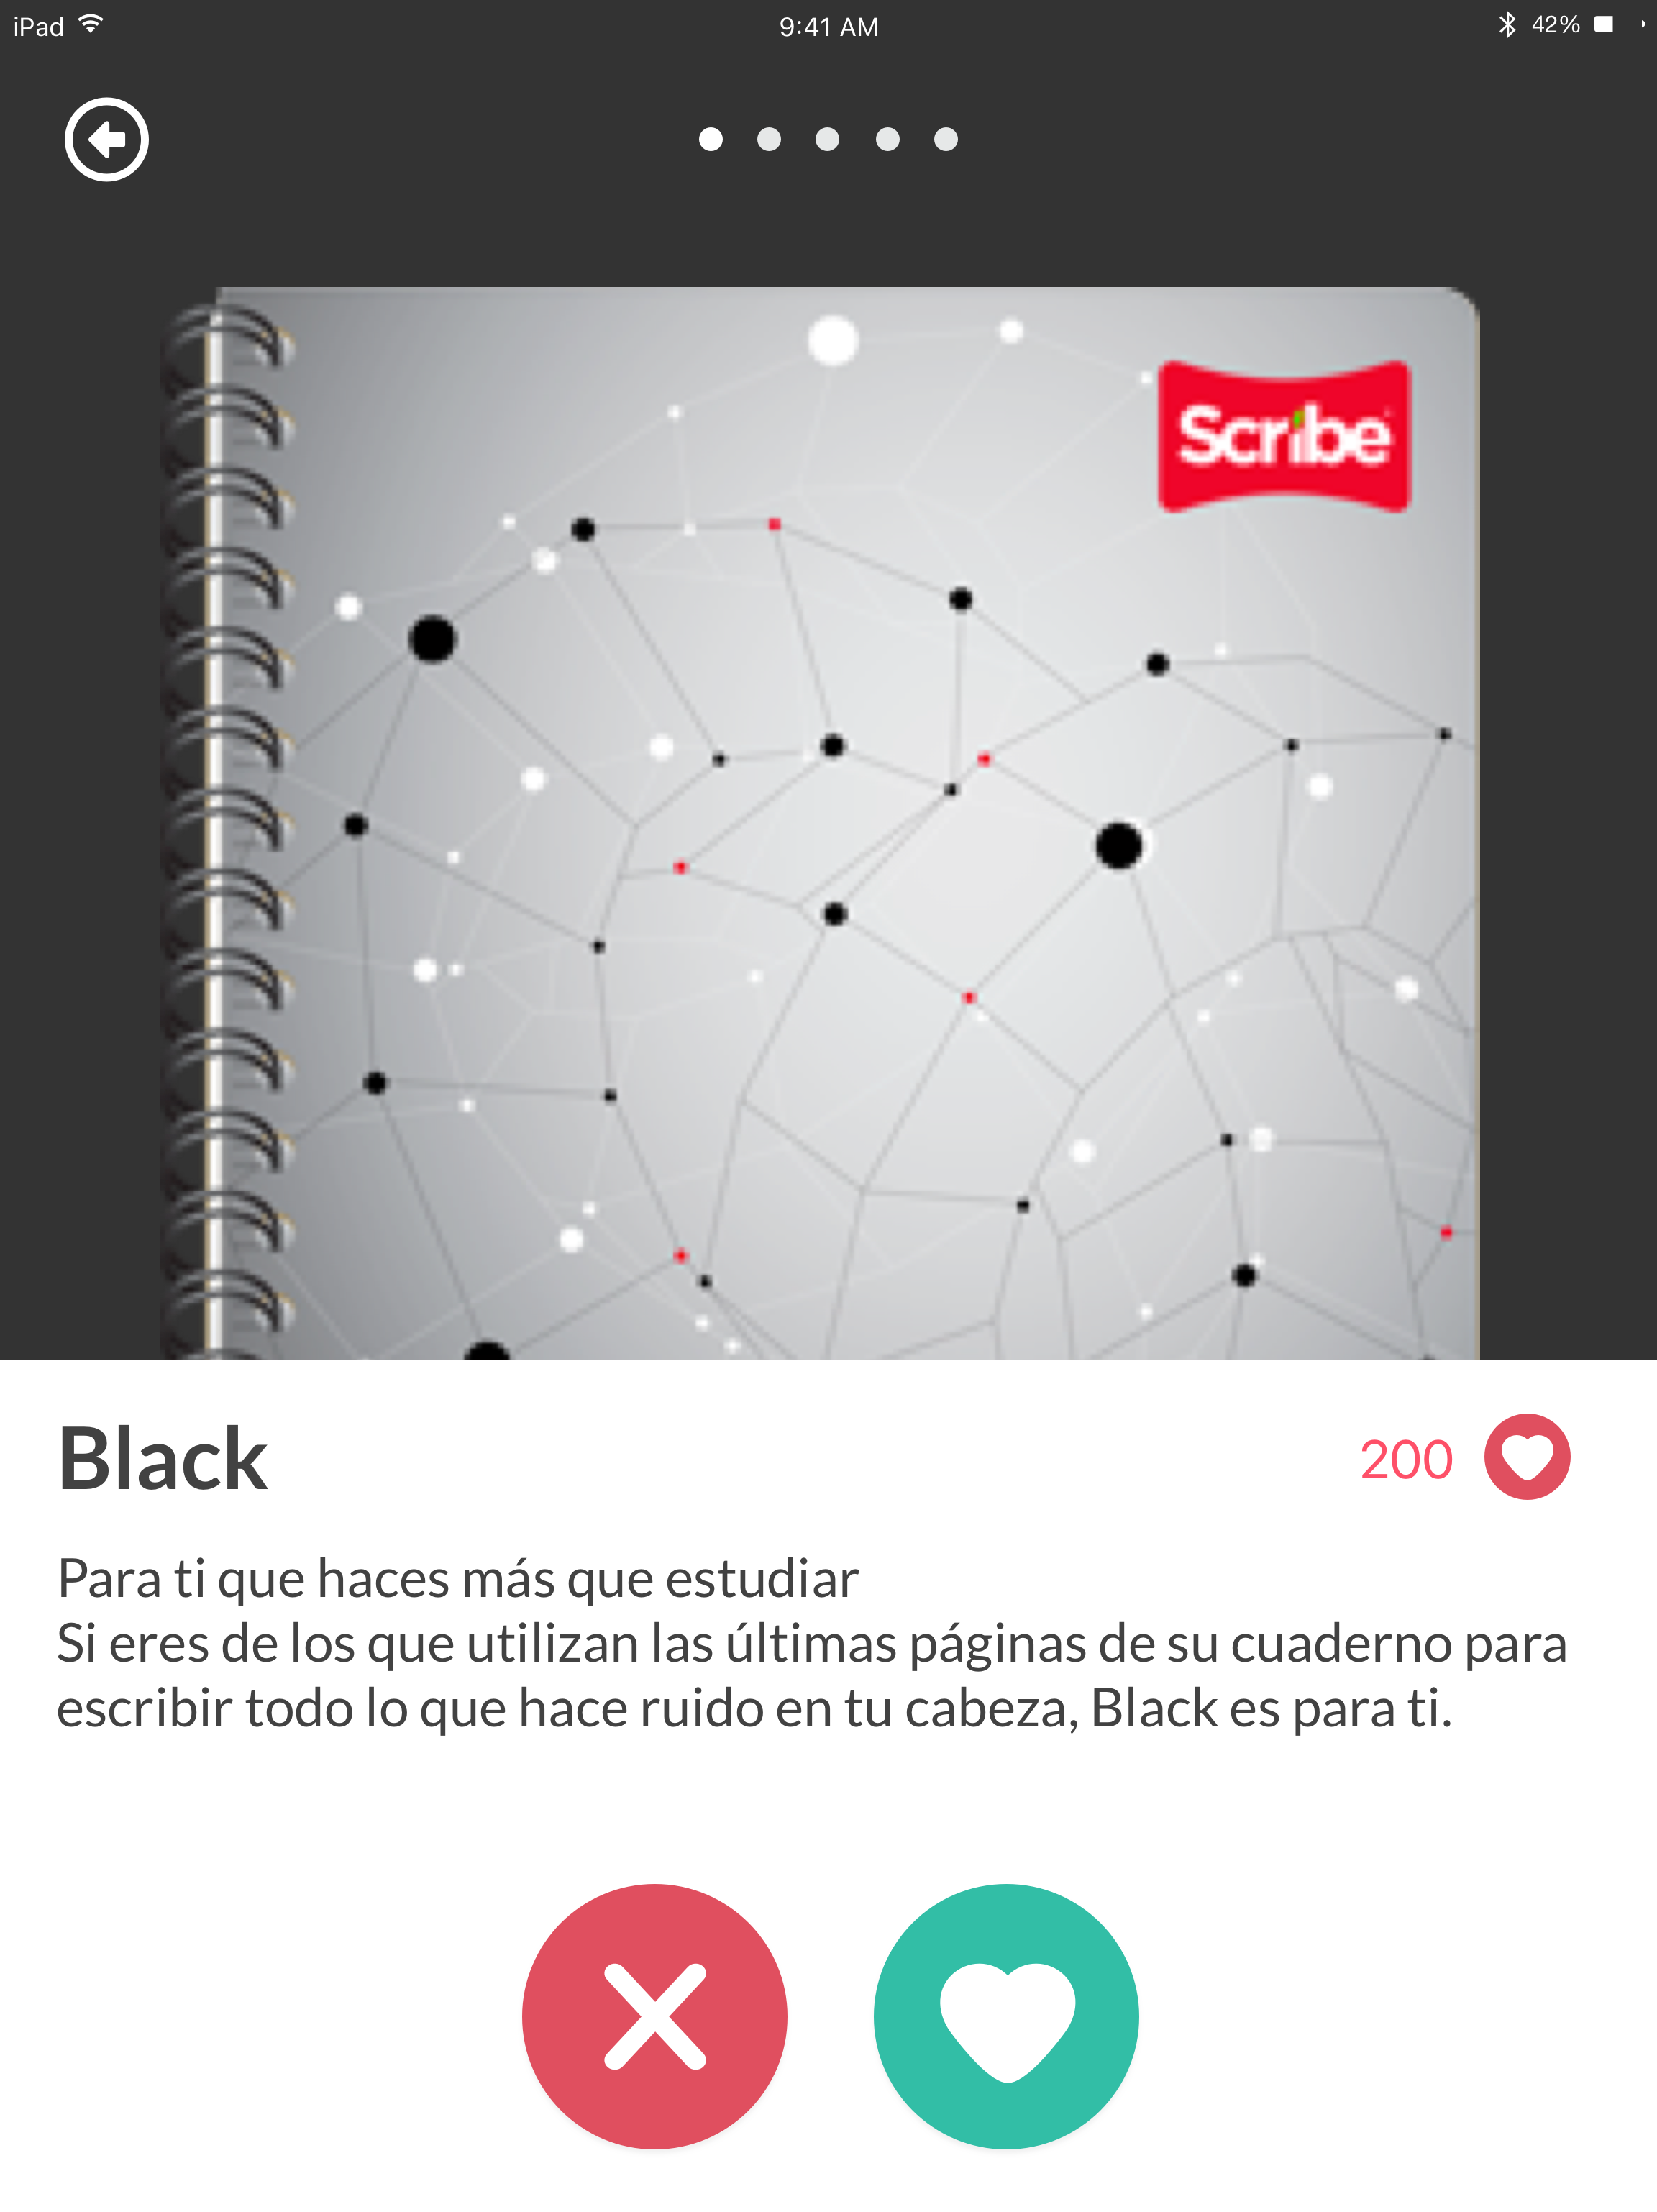 iPad
9:41 AM
42%
Scribe
Black
200
Para ti que haces más que estudiar
Si eres de los que utilizan las últimas páginas de su cuaderno para
escribir todo lo que hace ruido en tu cabeza, Black es para ti.